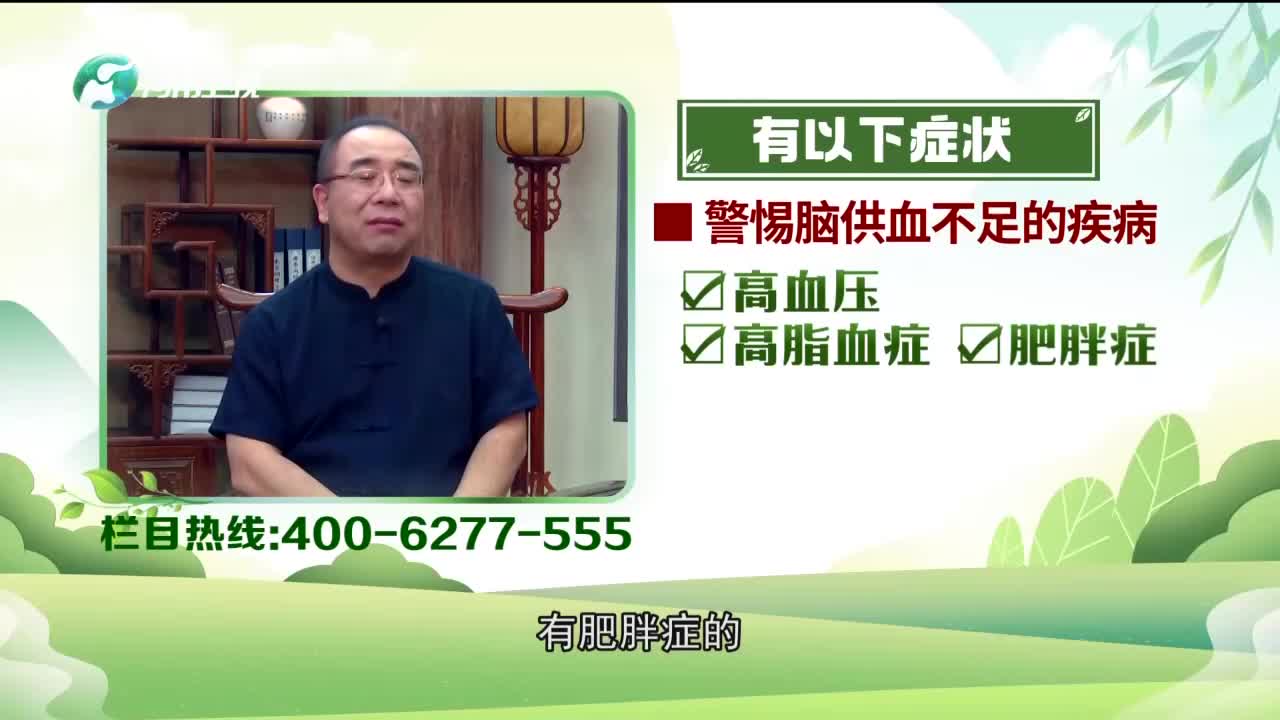 有以下症状
警惕脑供血不足的疾病
高血压
高脂血症 肥胖症
栏目热线:400-6277-555
有肥胖症的